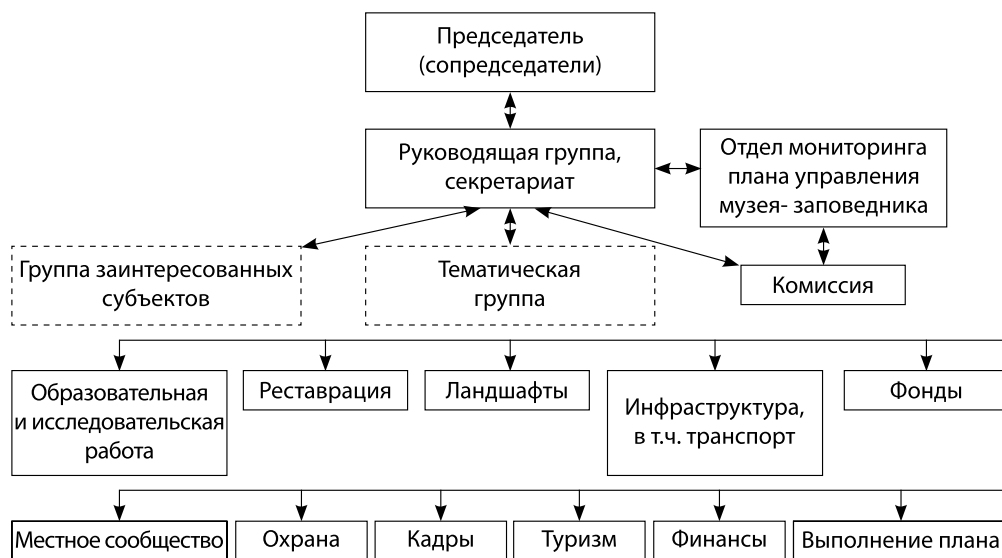 Председатель
(сопредседатели)
Руководящая группа,
секретариат
Отдел мониторинга
плана управления
музея- заповедника
Группа заинтересованных
субъектов
Тематическая
группа
Комиссия
Образовательная
и исследовательская
работа
Реставрация
Ландшафты
Инфраструктура,
в т.ч. транспорт
Фонды
Местное сообщество
Охрана
Кадры
Туризм
Финансы
Выполнение плана